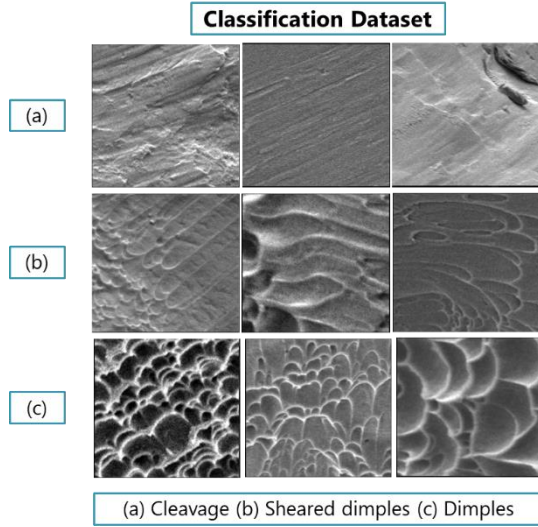 Classification Dataset
(a)
(b)
(c)
(a) Cleavage (b) Sheared dimples (c) Dimples